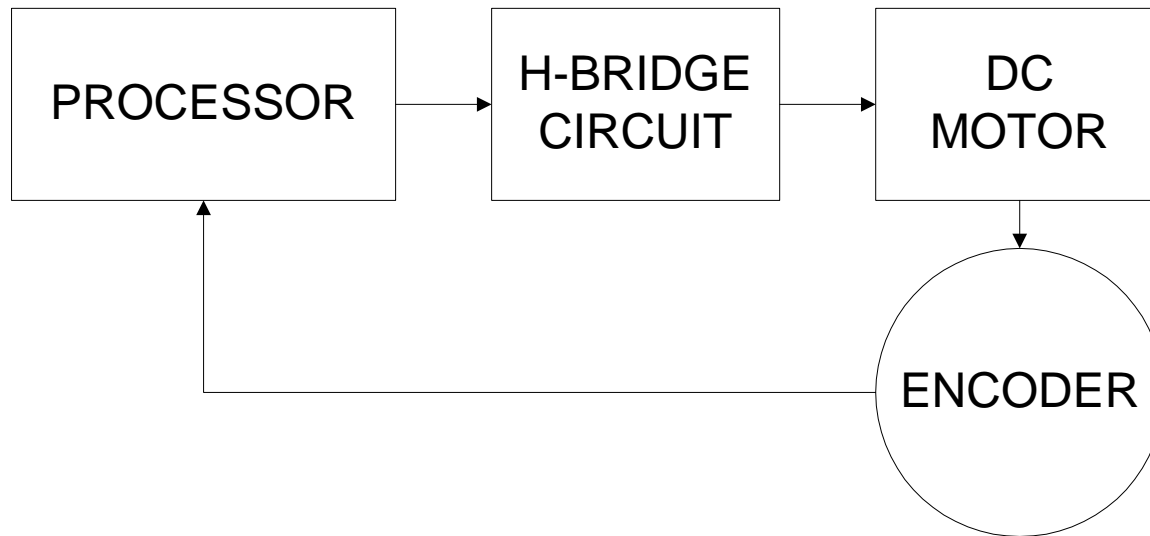 PROCESSOR
H-BRIDGE
CIRCUIT
DC
MOTOR
ENCODER